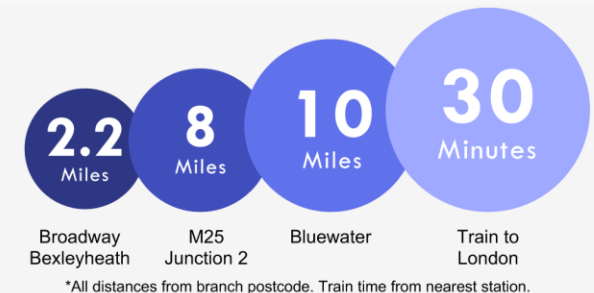 2.2
Miles
8
Miles
10
Miles
30
Minutes
Broadway
Bexleyheath
M25
Junction 2
Bluewater
Train to
London
*All distances from branch postcode. Train time from nearest station.